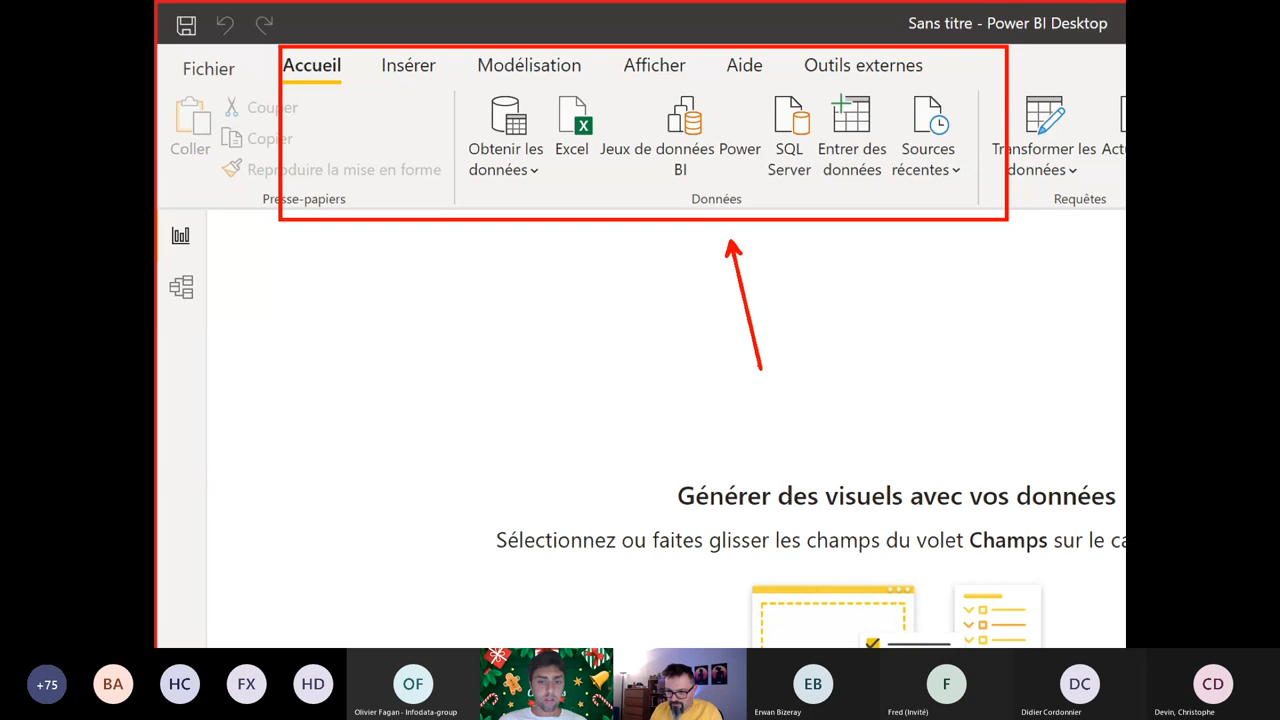 Sans titre - Power BI Desktop
Fichier Accueil Insérer Modélisation Afficher Aide Outils externes
Coller
Couper
Copier
Reproduire la mise en forme
Presse-papiers
Obtenir les données
Excel
X
Jeux de données Power BI
SQL Server
Entrer des données
Sources récentes
Données
Transformer les données
Actu
Requêtes
Générer des visuels avec vos données
Sélectionnez ou faites glisser les champs du volet Champs sur le ca
+75 BA HC FX HD OF EB F DC CD
Olivier Fagan - Infodata-group
Erwan Bizeray
Fred (Invité)
Didier Cordonnier
Devin, Christophe